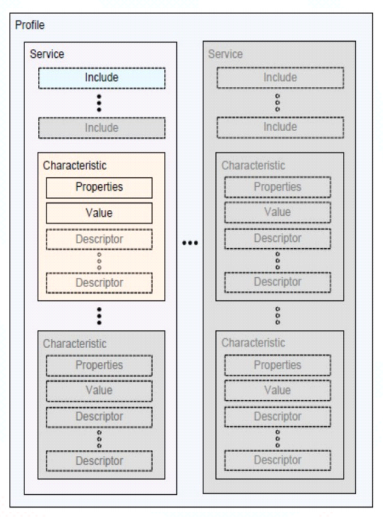 Profile
Service
Include
Include
Characteristic
Properties
Value
Descriptor
Descriptor
Characteristic
Properties
Value
Descriptor
Descriptor
Service
Include
Include
Characteristic
Properties
Value
Descriptor
Descriptor
Characteristic
Properties
Value
Descriptor
Descriptor